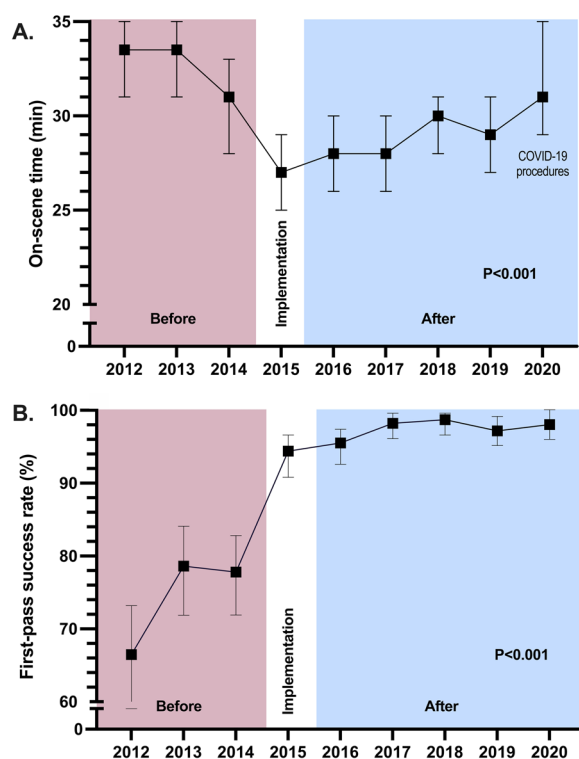 A.
On-scene time (min)
35
30
25
20
0
Before
Implementation
After
COVID-19
procedures
P<0.001
2012 2013 2014 2015 2016 2017 2018 2019 2020
B.
First-pass success rate (%)
100
90
80
70
60
0
Before
Implementation
After
P<0.001
2012 2013 2014 2015 2016 2017 2018 2019 2020